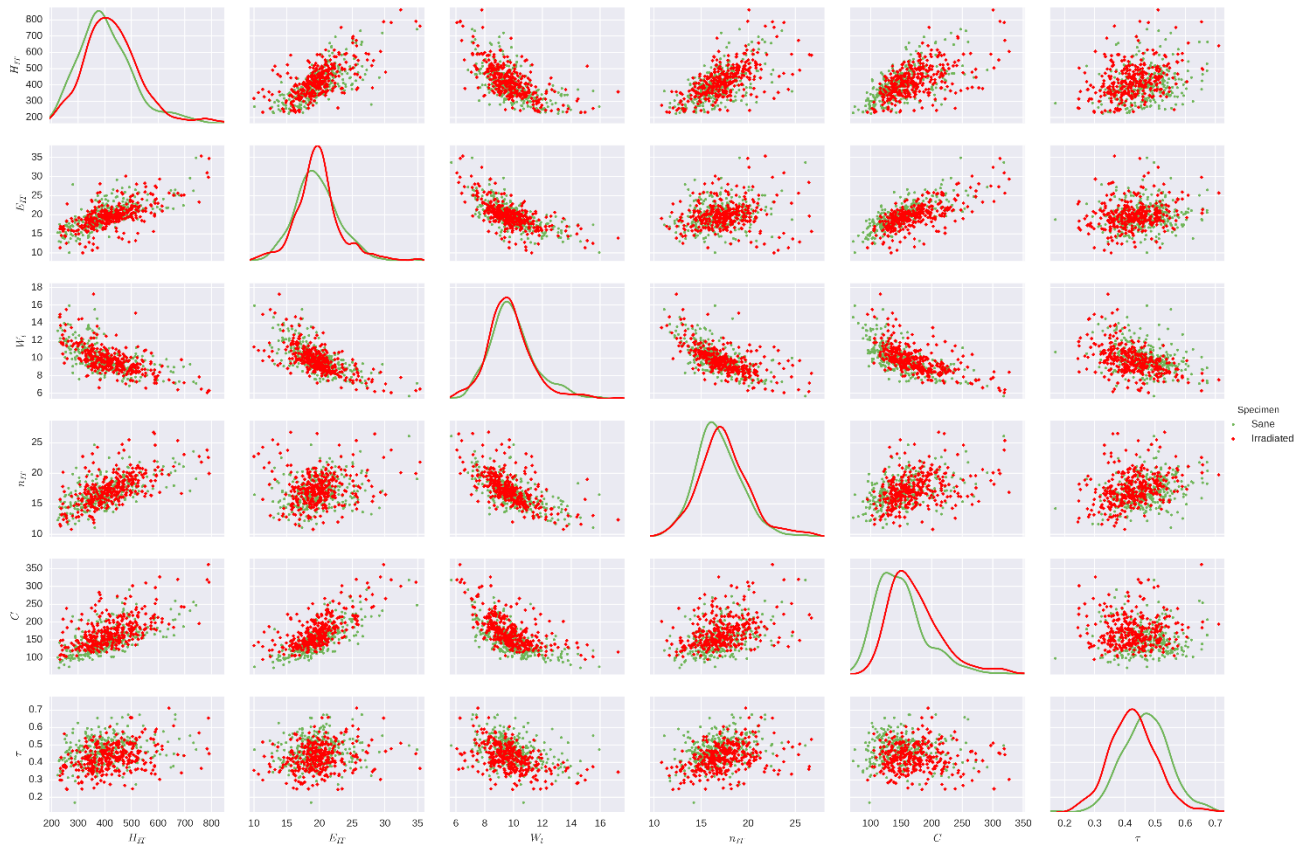 800
700
600
500
400
300
200
H_IT
35
30
25
20
15
10
E_IT
18
16
14
12
10
8
6
W_i
25
20
15
10
n_IT
350
300
250
200
150
100
C
0.7
0.6
0.5
0.4
0.3
0.2
τ
200 300 400 500 600 700 800
H_IT
10 15 20 25 30 35
E_IT
6 8 10 12 14 16
W_i
10 15 20 25
n_IT
100 150 200 250 300 350
C
0.2 0.3 0.4 0.5 0.6 0.7
τ
Specimen
Sane
Irradiated